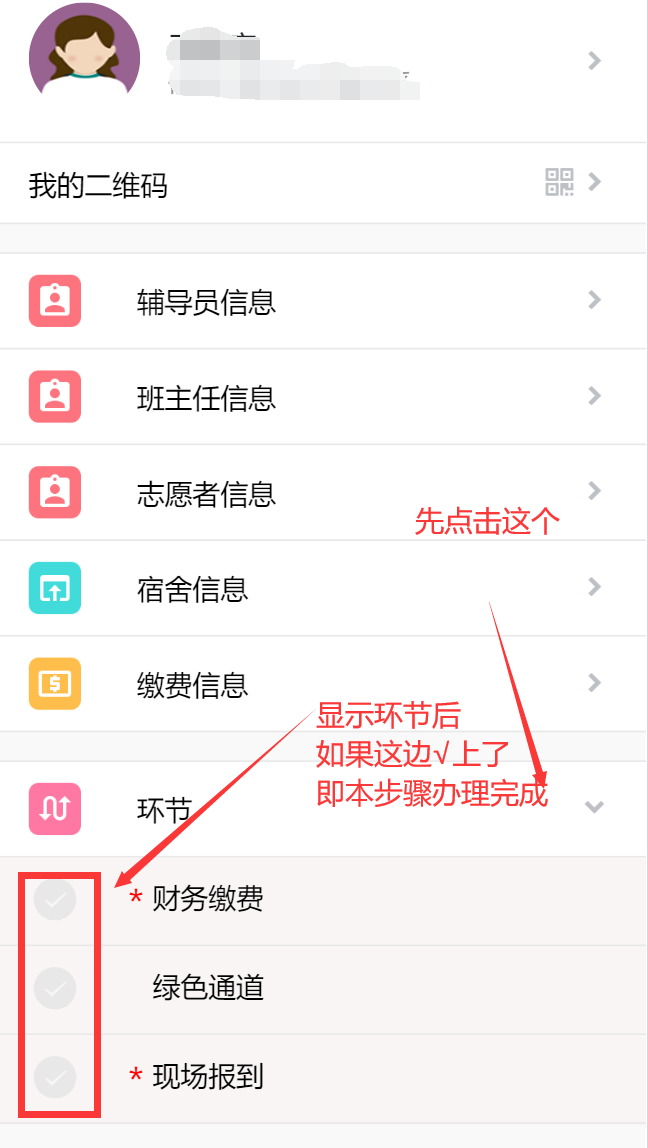 我的二维码
辅导员信息
班主任信息
志愿者信息
先点击这个
宿舍信息
缴费信息
显示环节后
如果这边√上了
即本步骤办理完成
环节
* 财务缴费
绿色通道
* 现场报到